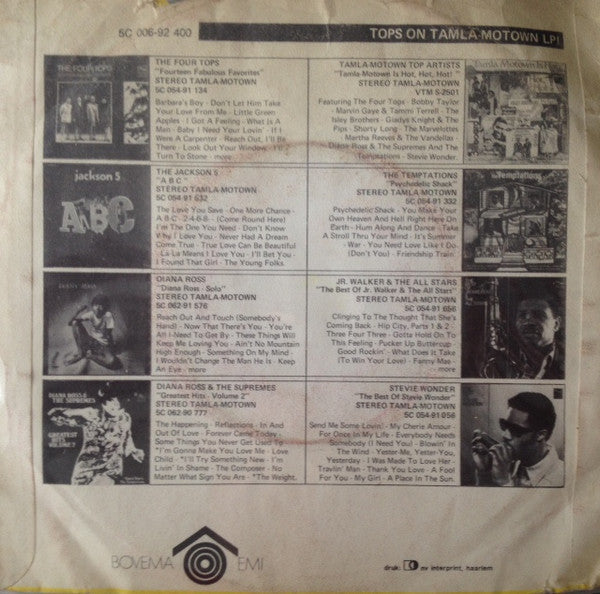 5C 006-92 400
TOPS ON TAMLA-MOTOWN LP!
THE FOUR TOPS
"Fourteen Fabulous Favorites"
STEREO TAMLA-MOTOWN
5C 054-91 134
Barbara's Boy - Don't Let Him Take
Your Love From Me - Little Green
Apples - I Got A Feeling - What Is A
Man - Baby I Need Your Lovin' - If I
Were A Carpenter - Reach Out, I'll Be
There - Look Out Your Window, I'll
Turn To Stone - more
TAMLA-MOTOWN TOP ARTISTS
"Tamla-Motown Is Hot, Hot, Hot! "
STEREO TAMLA-MOTOWN
VTM S-2501
Featuring The Four Tops - Bobby Taylor
- Marvin Gaye & Tammi Terrell - The
Isley Brothers - Gladys Knight & The
Pips - Shorty Long - The Marvelettes
Martha Reeves & The Vandellas -
Diana Ross & The Supremes And The
Temptations - Stevie Wonder.
jackson 5
ABC
THE JACKSON 5
"A B C"
STEREO TAMLA-MOTOWN
5C 054-91 532
The Love You Save - One More Chance -
A-B-C - 2-4-6-8- - (Come Round Here)
I'm The One You Need - Don't Know
Why I Love You - Never Had A Dream
Come True - True Love Can Be Beautiful
- La-La Means I Love You - I'll Bet You -
I Found That Girl - The Young Folks
THE TEMPTATIONS
"Psychedelic Shack"
STEREO TAMLA-MOTOWN
5C 054-91 332
Psychedelic Shack - You Make Your
Own Heaven And Hell Right Here On
Earth - Hum Along And Dance - Take
A Stroll Thru Your Mind - It's Summer
- War - You Need Love Like I Do
(Don't You) - Friendship Train
Temptations
DIANA ROSS
DIANA ROSS
"Diana Ross - Solo"
STEREO TAMLA-MOTOWN
5C 062-91 576
Reach Out And Touch (Somebody's
Hand) - Now That There's You - You're
All I Need To Get By - These Things Will
Keep Me Loving You - Ain't No Mountain
High Enough - Something On My Mind -
I Wouldn't Change The Man He Is - Keep
An Eye - more
JR. WALKER & THE ALL STARS
"The Best Of Jr. Walker & The All Stars"
STEREO TAMLA-MOTOWN
5C 054-91 656
Clinging To The Thought That She's
Coming Back - Hip City, Parts 1 & 2 -
Three Four Three - Gotta Hold On To
This Feeling - Pucker Up Buttercup -
Good Rockin' - What Does It Take
(To Win Your Love) - Fanny Mae-
more
DIANA ROSS &
THE SUPREMES
GREATEST
DIANA ROSS & THE SUPREMES
"Greatest Hits - Volume 2"
STEREO TAMLA-MOTOWN
5C 062-90 777
The Happening - Reflections - In And
Out Of Love - Forever Came Today -
Some Things You Never Get Used To
*I'm Gonna Make You Love Me - Love
Child - *I'll Try Something New - I'm
Livin' In Shame - The Composer - No
Matter What Sign You Are - *The Weight.
STEVIE WONDER
"The Best Of Stevie Wonder"
STEREO TAMLA-MOTOWN
5C 054-91 056
Send Me Some Lovin' - My Cherie Amour -
For Once In My Life - Everybody Needs
Somebody (I Need You) - Blowin' In
The Wind - Yester-Me, Yester-You,
Yesterday - I Was Made To Love Her -
Travlin' Man - Thank You Love - A Fool
For You - My Girl - A Place In The Sun.
BOVEMA EMI
druk: nv interprint, haarlem